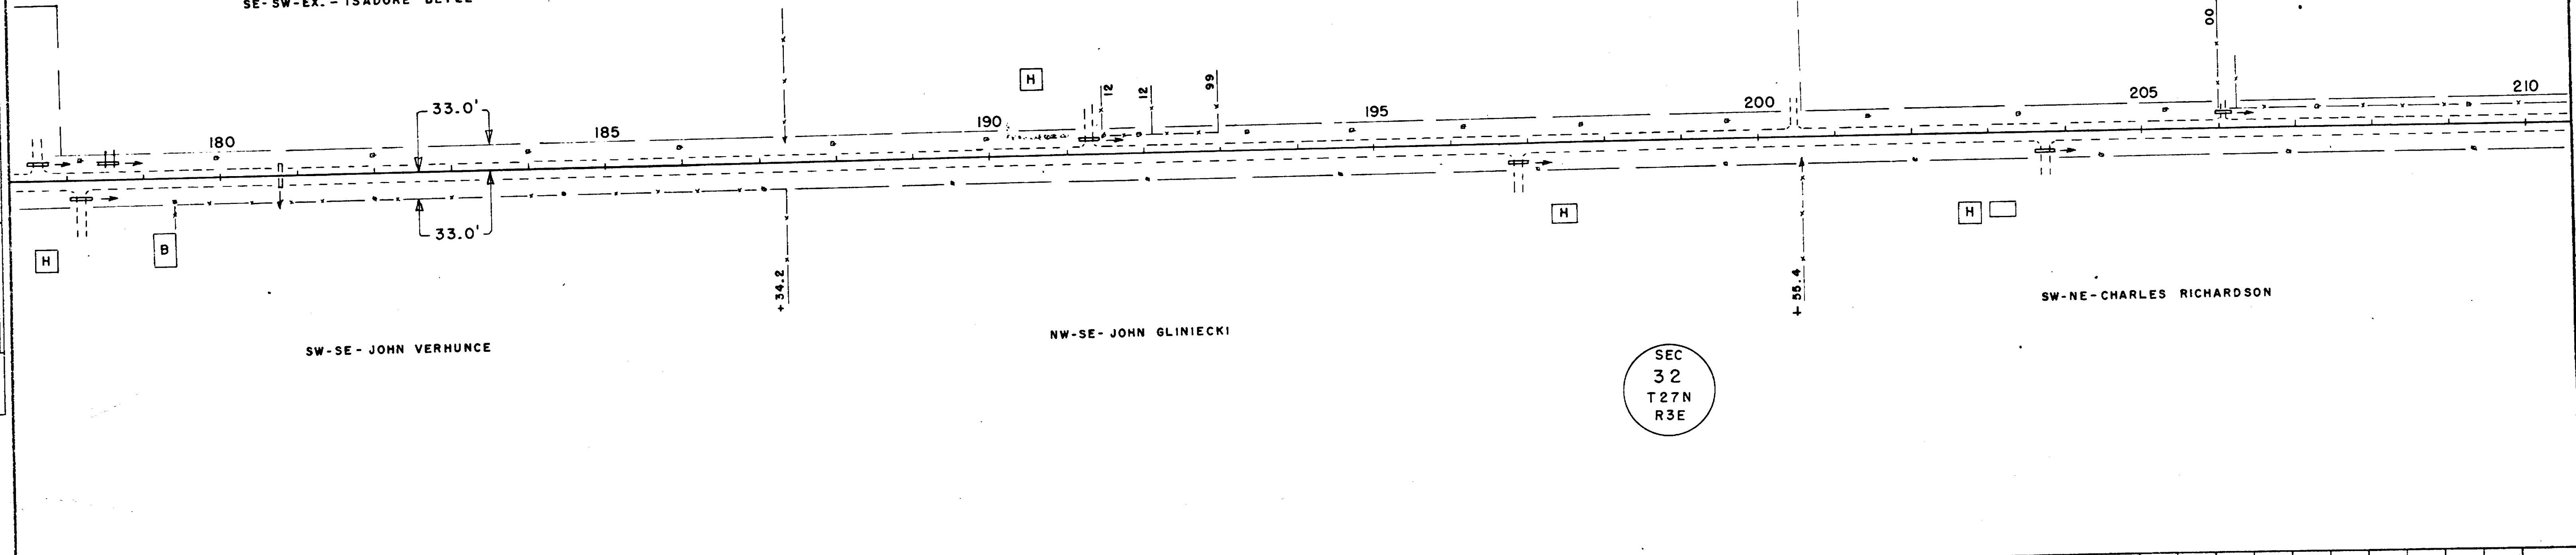 SE-SW-EX.-ISADORE
00
H
12
12
99
33.0'
180
185
190
195
200
205
210
33.0'
H
B
H
H
+34.2
+55.4
SW-SE-JOHN VERHUNCE
NW-SE-JOHN GLINIECKI
SW-NE-CHARLES RICHARDSON
SEC
32
T27N
R3E